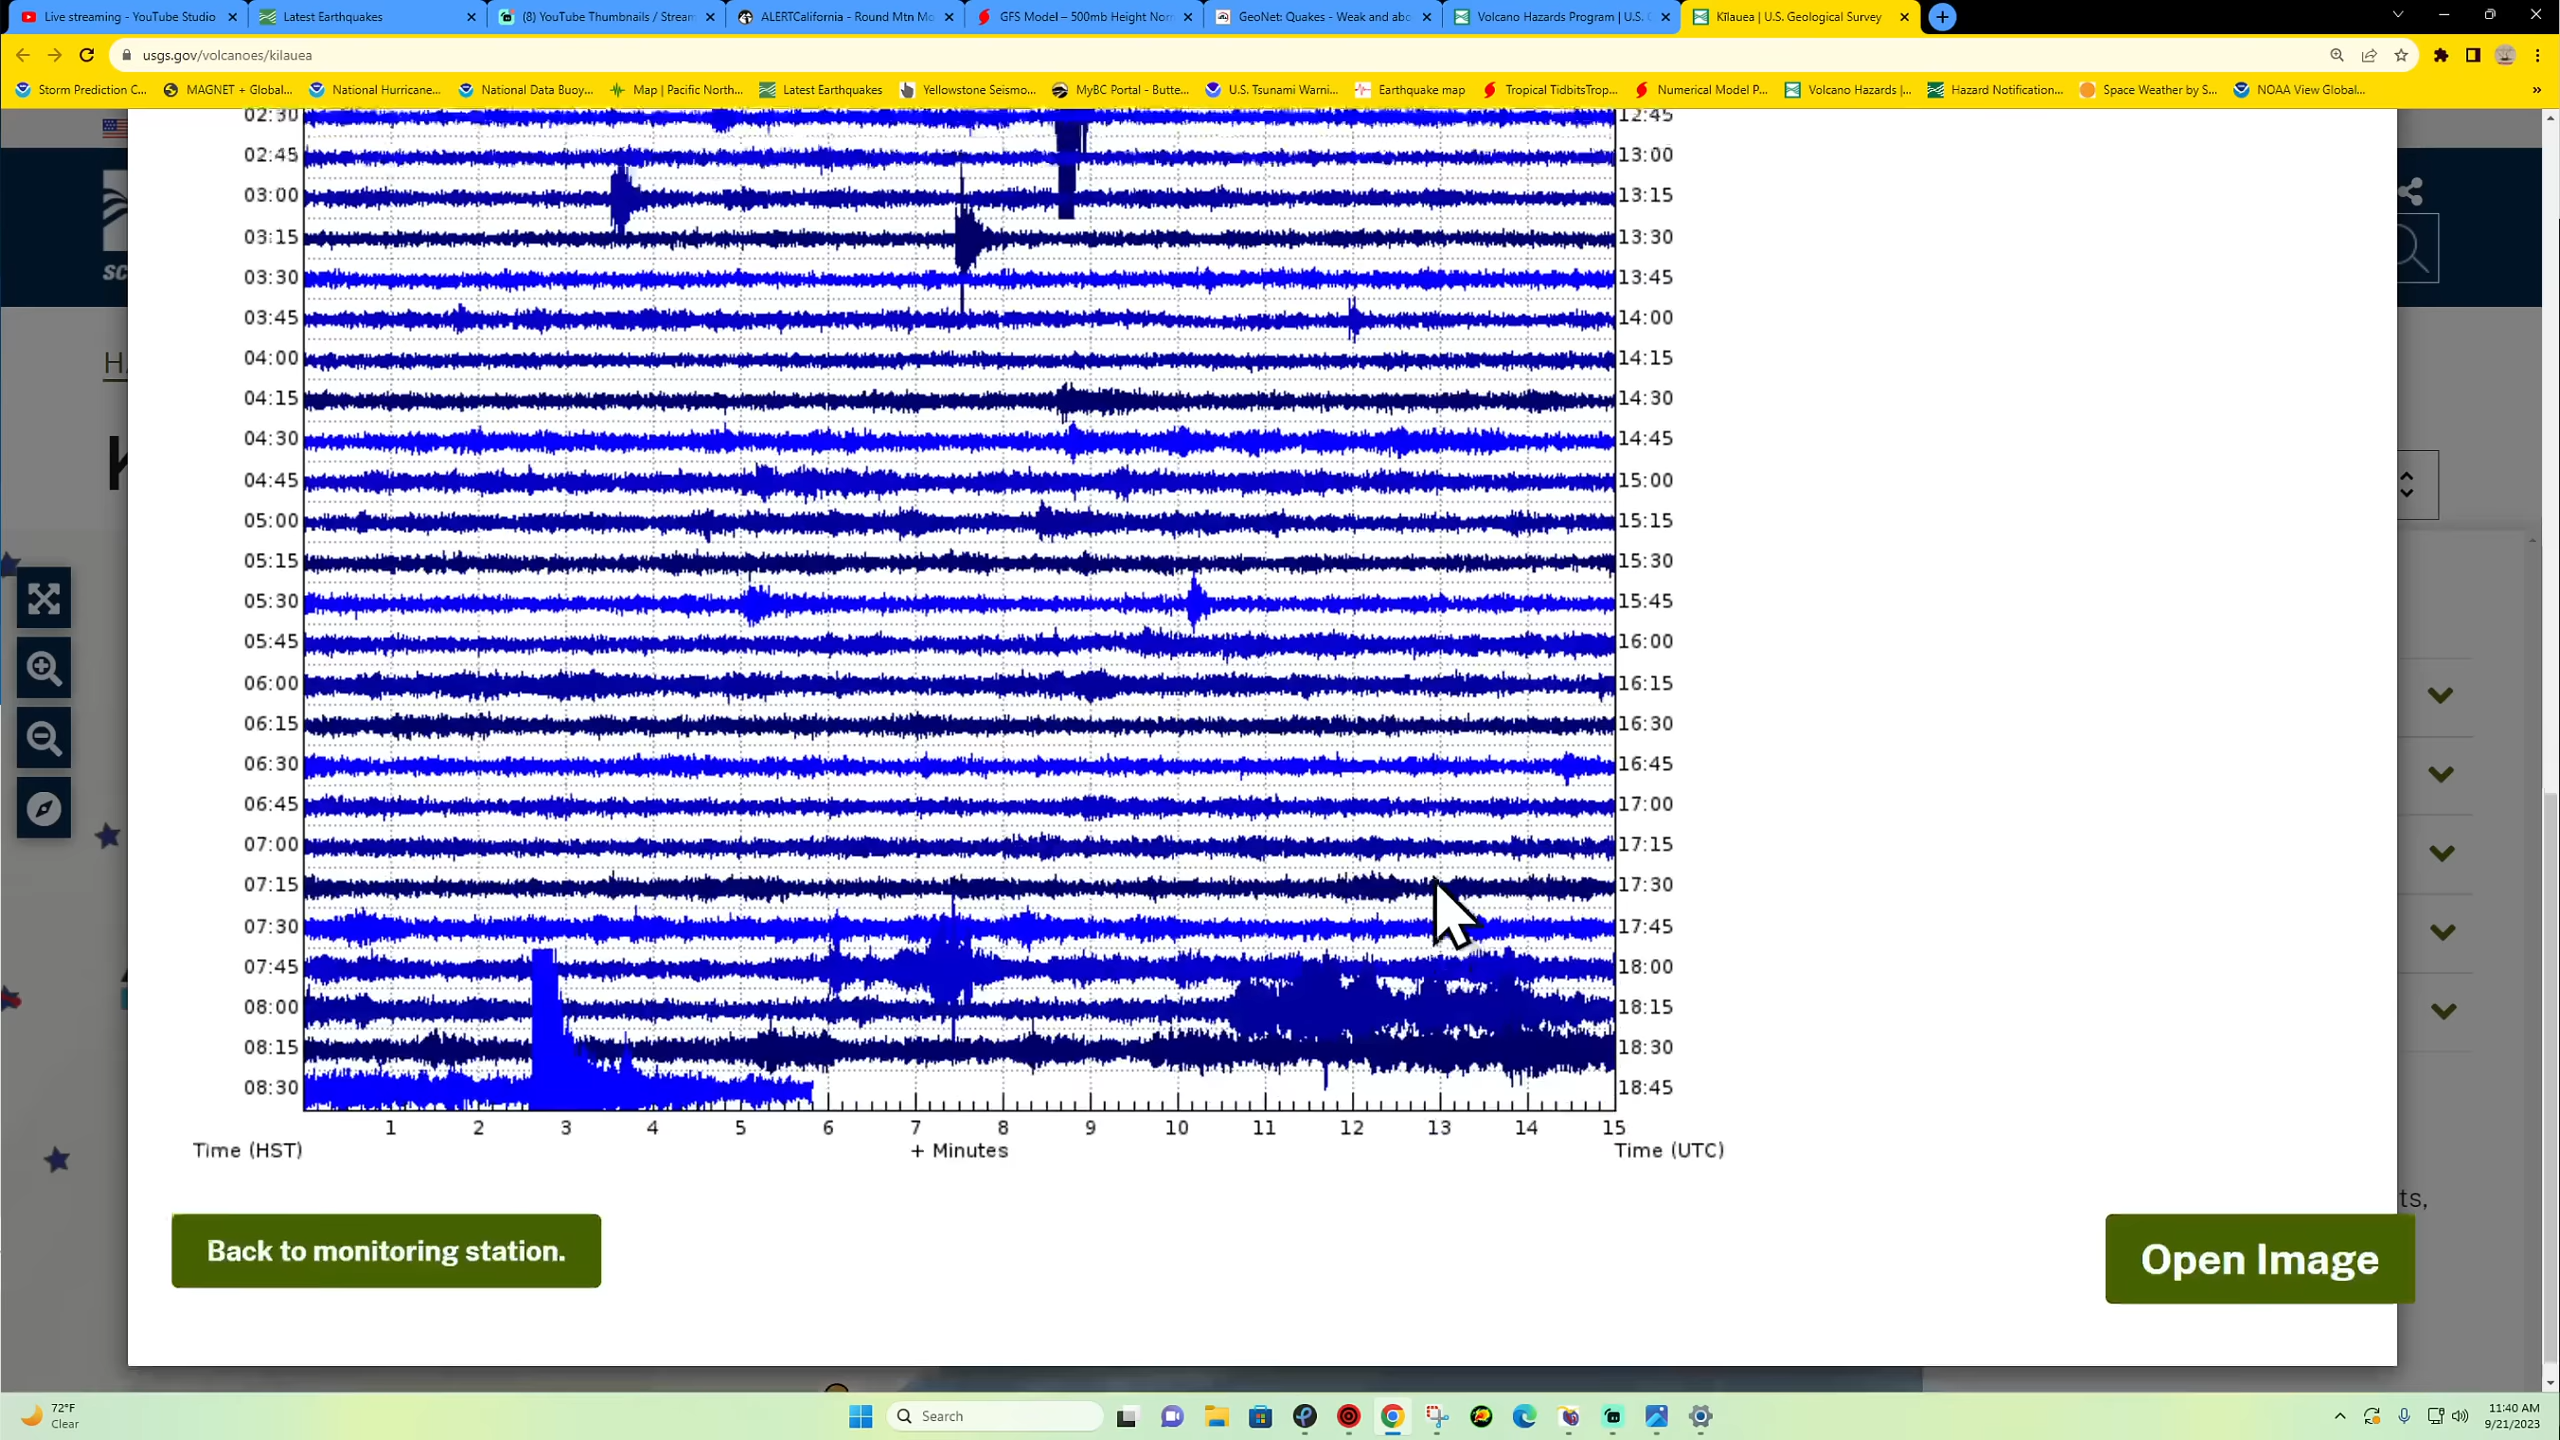 Live streaming - YouTube Studio
Latest Earthquakes
(8) YouTube Thumbnails / Stream
ALERTCalifornia - Round Mtn Mo
GFS Model – 500mb Height Nor
GeoNet: Quakes - Weak and abo
Volcano Hazards Program | U.S. G
Kīlauea | U.S. Geological Survey
usgs.gov/volcanoes/kilauea
Storm Prediction C...
MAGNET + Global...
National Hurricane...
National Data Buoy...
Map | Pacific North...
Latest Earthquakes
Yellowstone Seismo...
MyBC Portal - Butte...
U.S. Tsunami Warni...
Earthquake map
Tropical TidbitsTrop...
Numerical Model P...
Volcano Hazards |...
Hazard Notification...
Space Weather by S...
NOAA View Global...
»
sc
H
K
02:30 12:45
02:45 13:00
03:00 13:15
03:15 13:30
03:30 13:45
03:45 14:00
04:00 14:15
04:15 14:30
04:30 14:45
04:45 15:00
05:00 15:15
05:15 15:30
05:30 15:45
05:45 16:00
06:00 16:15
06:15 16:30
06:30 16:45
06:45 17:00
07:00 17:15
07:15 17:30
07:30 17:45
07:45 18:00
08:00 18:15
08:15 18:30
08:30 18:45
1 2 3 4 5 6 7 8 9 10 11 12 13 14 15
Time (HST) + Minutes Time (UTC)
ts,
Back to monitoring station.
Open Image
72°F
Clear
Search
11:40 AM
9/21/2023